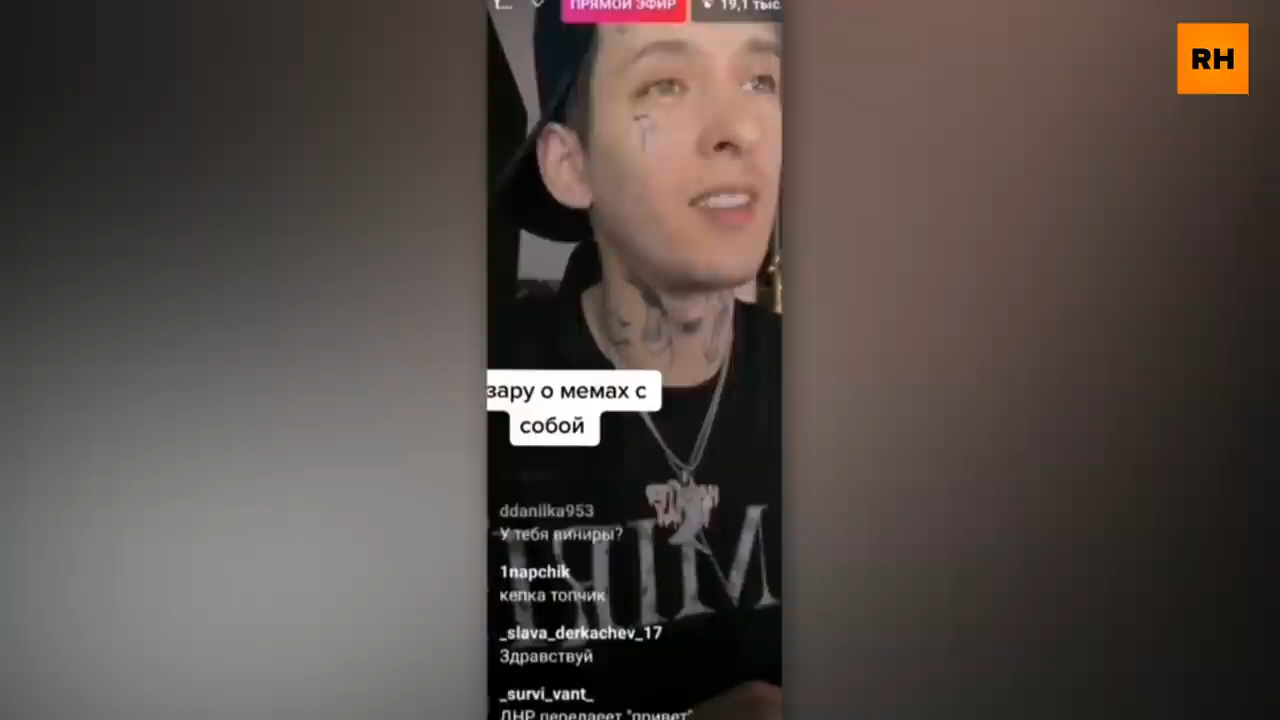 t...
ПРЯМОЙ ЭФИР
19,1 тыс.
RH
зару о мемах с
собой
ddanilka953
У тебя виниры?
1napchik
кепка топчик
_slava_derkachev_17
Здравствуй
_survi_vant_
ДНР передает "привет"